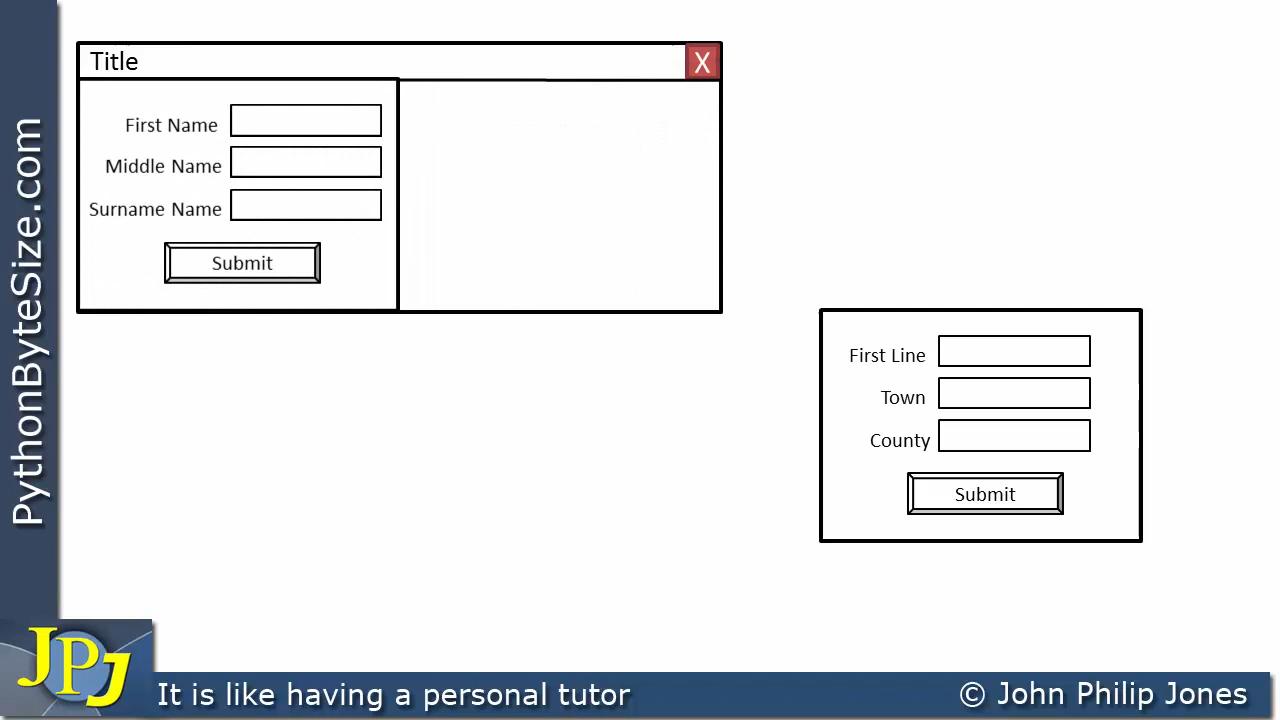 Title
X
First Name
Middle Name
Surname Name
Submit
First Line
Town
County
Submit
PythonByteSize.com
JPJ
It is like having a personal tutor
© John Philip Jones